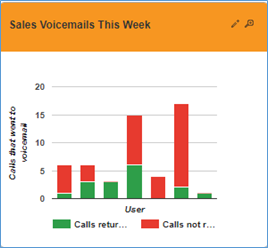 Sales Voicemails This Week
20
15
10
5
0
Calls that went to
voicemail
User
Calls retur...
Calls not r...